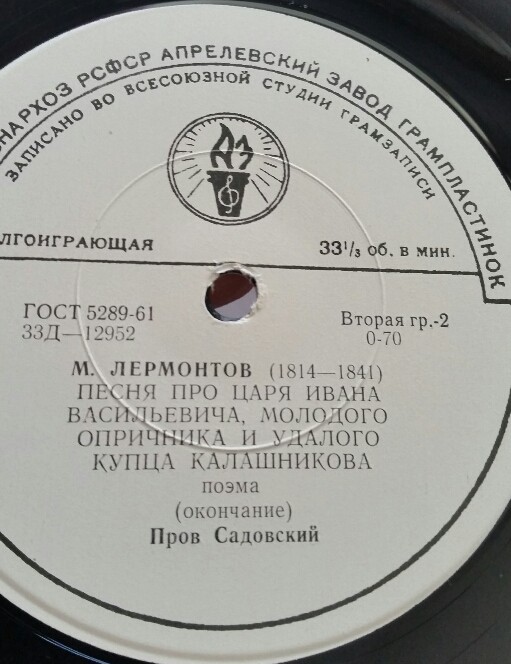 НАРХОЗ РСФСР АПРЕЛЕВСКИЙ ЗАВОД ГРАМПЛАСТИНОК
ЗАПИСАНО ВО ВСЕСОЮЗНОЙ СТУДИИ ГРАМЗАПИСИ
АЗ
ЛГОИГРАЮЩАЯ
33⅓ об. в мин.
ГОСТ 5289-61
33Д—12952
Вторая гр.-2
0-70
М. ЛЕРМОНТОВ (1814—1841)
ПЕСНЯ ПРО ЦАРЯ ИВАНА
ВАСИЛЬЕВИЧА, МОЛОДОГО
ОПРИЧНИКА И УДАЛОГО
КУПЦА КАЛАШНИКОВА
поэма
(окончание)
Пров Садовский